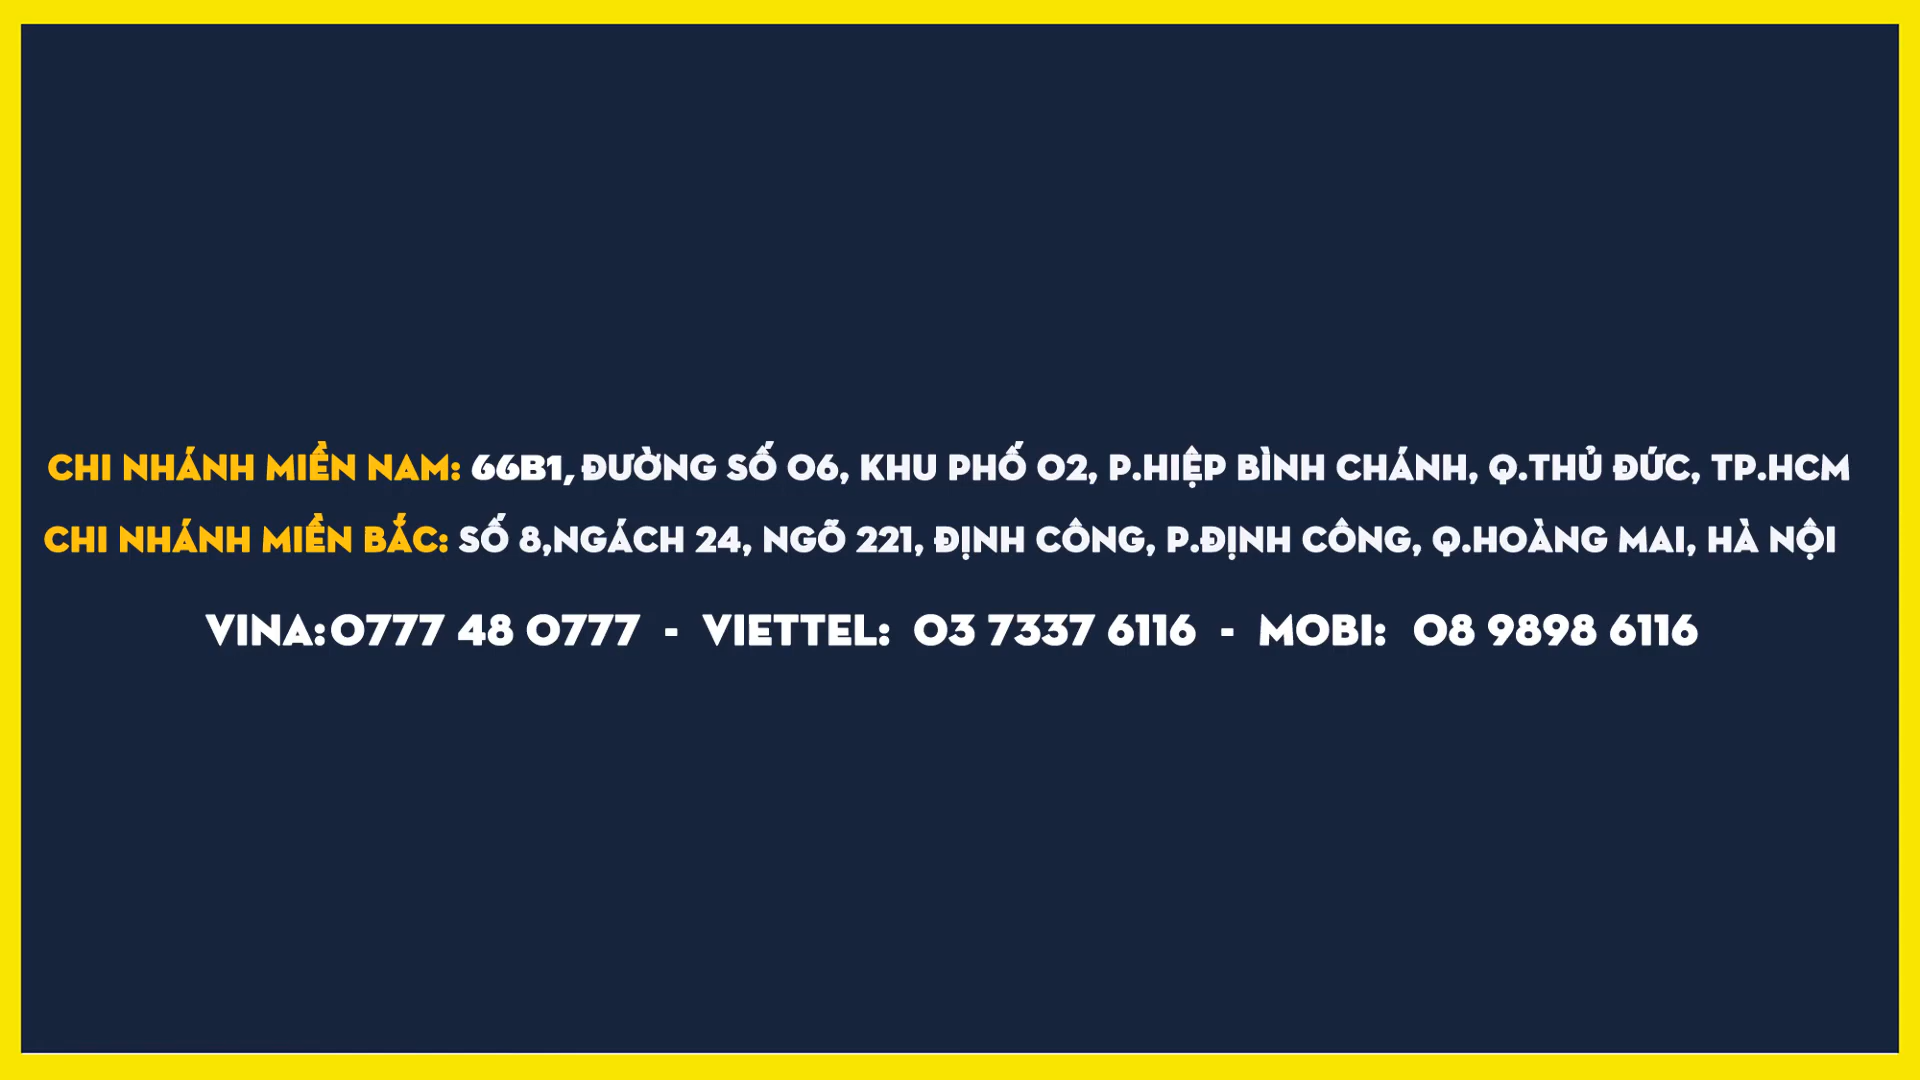 CHI NHÁNH MIỀN NAM: 66B1, ĐƯỜNG SỐ 06, KHU PHỐ 02, P.HIỆP BÌNH CHÁNH, Q.THỦ ĐỨC, TP.HCM
CHI NHÁNH MIỀN BẮC: SỐ 8,NGÁCH 24, NGÕ 221, ĐỊNH CÔNG, P.ĐỊNH CÔNG, Q.HOÀNG MAI, HÀ NỘI
VINA: 0777 48 0777 - VIETTEL: 03 7337 6116 - MOBI: 08 9898 6116